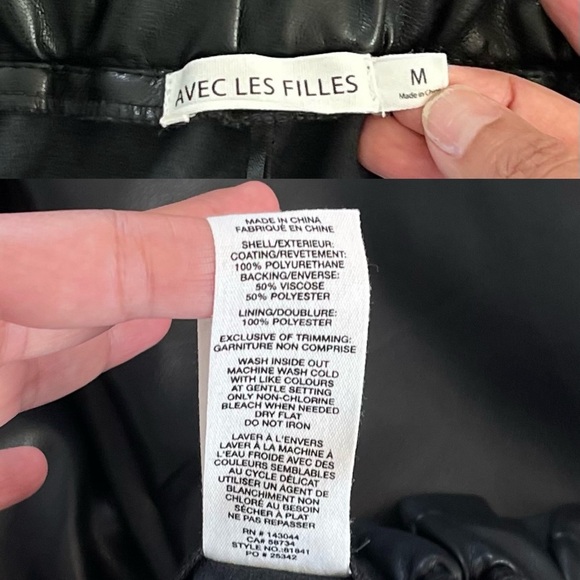 AVEC LES FILLES
M
Made in China
MADE IN CHINA
FABRIQUÉ EN CHINE
SHELL/EXTERIEUR:
COATING/REVETEMENT:
100% POLYURETHANE
BACKING/ENVERSE:
50% VISCOSE
50% POLYESTER
LINING/DOUBLURE:
100% POLYESTER
EXCLUSIVE OF TRIMMING:
GARNITURE NON COMPRISE
WASH INSIDE OUT
MACHINE WASH COLD
WITH LIKE COLOURS
AT GENTLE SETTING
ONLY NON-CHLORINE
BLEACH WHEN NEEDED
DRY FLAT
DO NOT IRON
LAVER À L'ENVERS
LAVER À LA MACHINE À
L'EAU FROIDE AVEC DES
COULEURS SEMBLABLES
AU CYCLE DÉLICAT
UTILISER UN AGENT DE
BLANCHIMENT NON
CHLORÉ AU BESOIN
SÉCHER À PLAT
NE PAS REPASSER
RN # 143044
CA# 58734
STYLE NO.:81841
PO # 25342